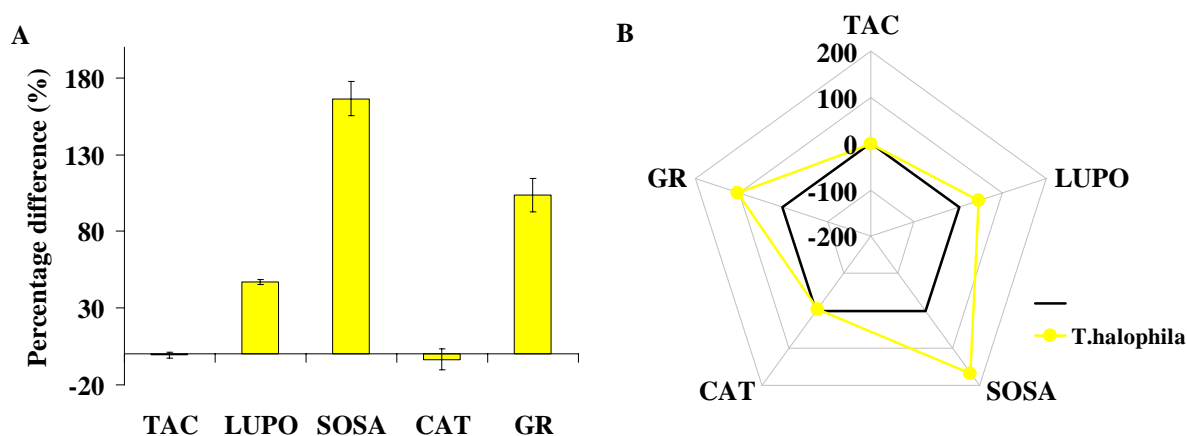 A
Percentage difference (%)
180
130
80
30
-20
TAC LUPO SOSA CAT GR
B
TAC
200
100
0
-100
-200
GR
LUPO
T.halophila
CAT
SOSA